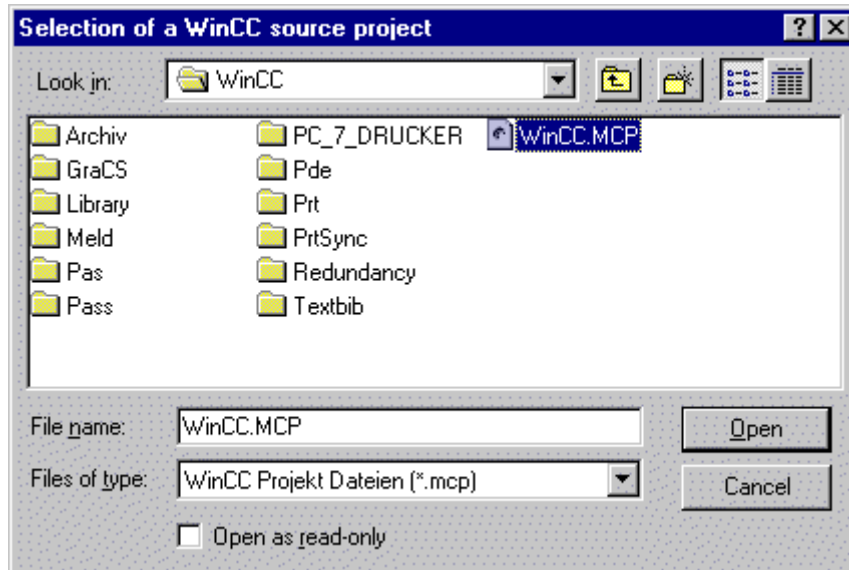 Selection of a WinCC source project
Look in: WinCC
Archiv PC_7_DRUCKER WinCC.MCP
GraCS Pde
Library Prt
Meld PrtSync
Pas Redundancy
Pass Textbib
File name: WinCC.MCP Open
Files of type: WinCC Projekt Dateien (*.mcp) Cancel
Open as read-only